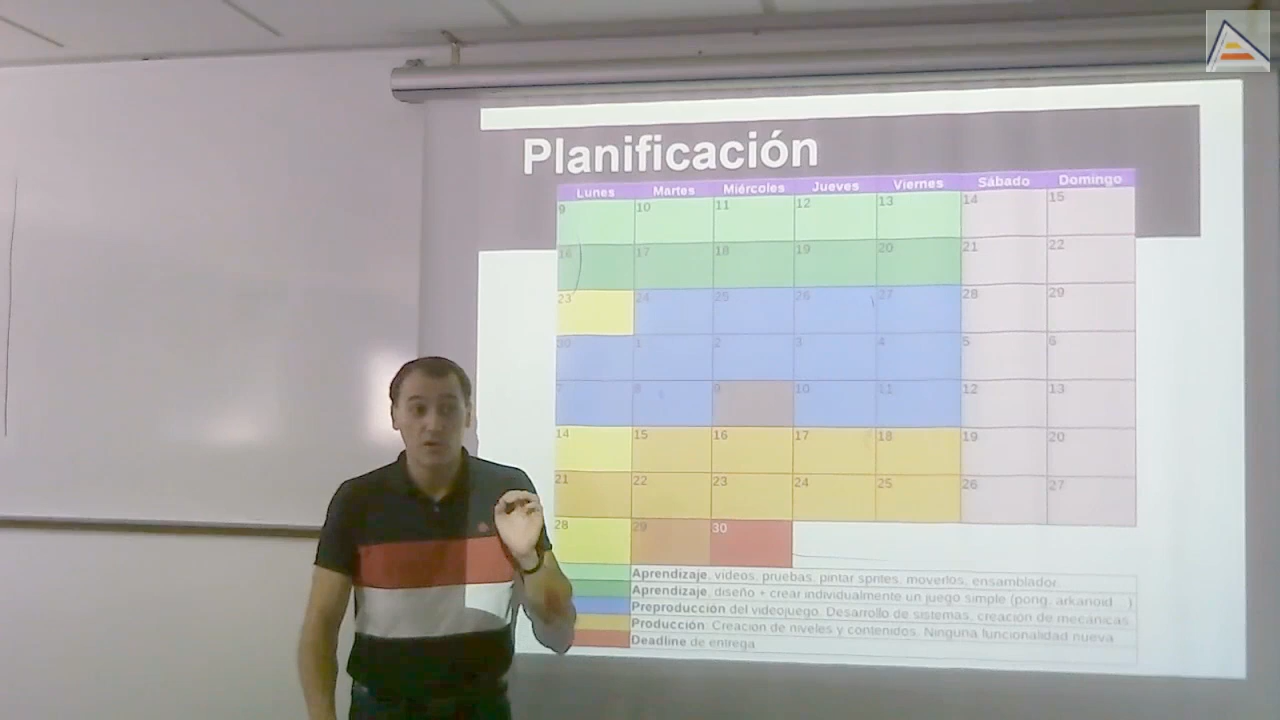 Planificación
Lunes Martes Miércoles Jueves Viernes Sábado Domingo
9 10 11 12 13 14 15
16 17 18 19 20 21 22
23 24 25 26 27 28 29
30 1 2 3 4 5 6
7 8 9 10 11 12 13
14 15 16 17 18 19 20
21 22 23 24 25 26 27
28 29 30
Aprendizaje, vídeos, pruebas, pintar sprites, moverlos, ensamblador.
Aprendizaje, diseño + crear individualmente un juego simple (pong, arkanoid...)
Preproducción del videojuego. Desarrollo de sistemas, creación de mecánicas.
Producción. Creación de niveles y contenidos. Ninguna funcionalidad nueva
Deadline de entrega